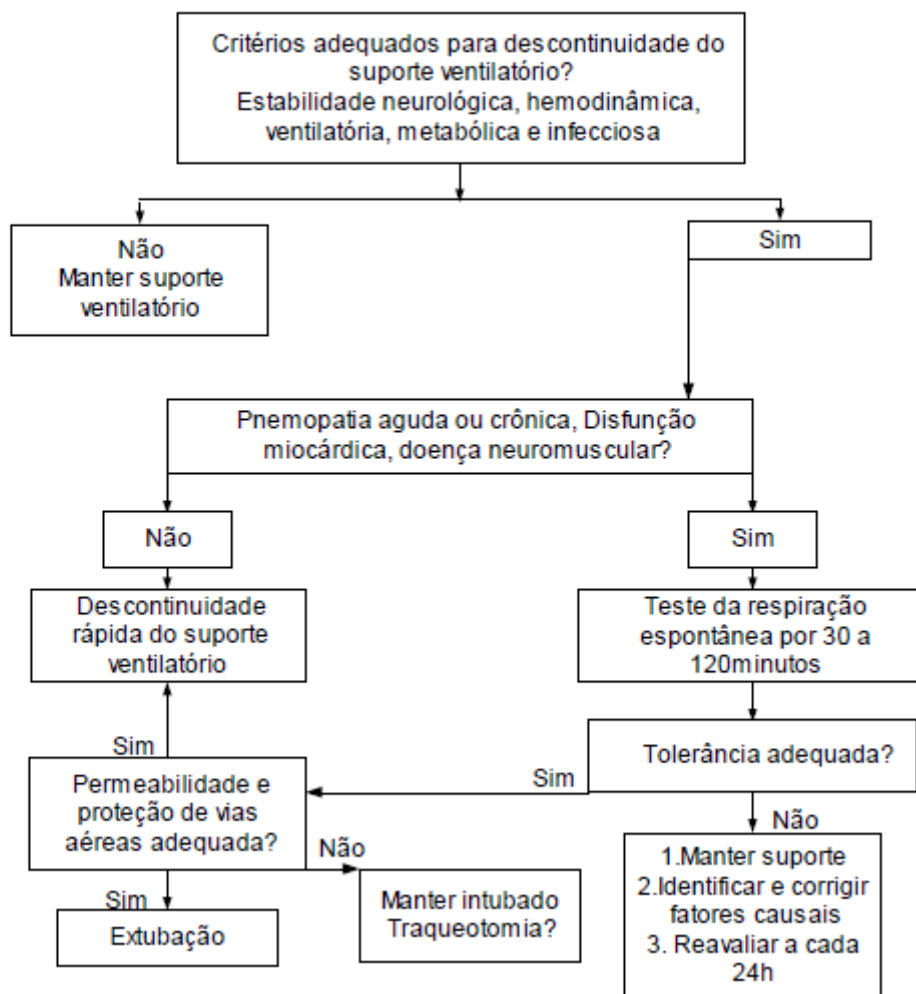 Critérios adequados para descontinuidade do
suporte ventilatório?
Estabilidade neurológica, hemodinâmica,
ventilatória, metabólica e infecciosa
Não
Manter suporte
ventilatório
Sim
Pnemopatia aguda ou crônica, Disfunção
miocárdica, doença neuromuscular?
Não
Sim
Descontinuidade
rápida do suporte
ventilatório
Teste da respiração
espontânea por 30 a
120minutos
Sim
Tolerância adequada?
Sim
Permeabilidade e
proteção de vias
aéreas adequada?
Não
Não
1.Manter suporte
2.Identificar e corrigir
fatores causais
3. Reavaliar a cada
24h
Manter intubado
Traqueotomia?
Sim
Extubação